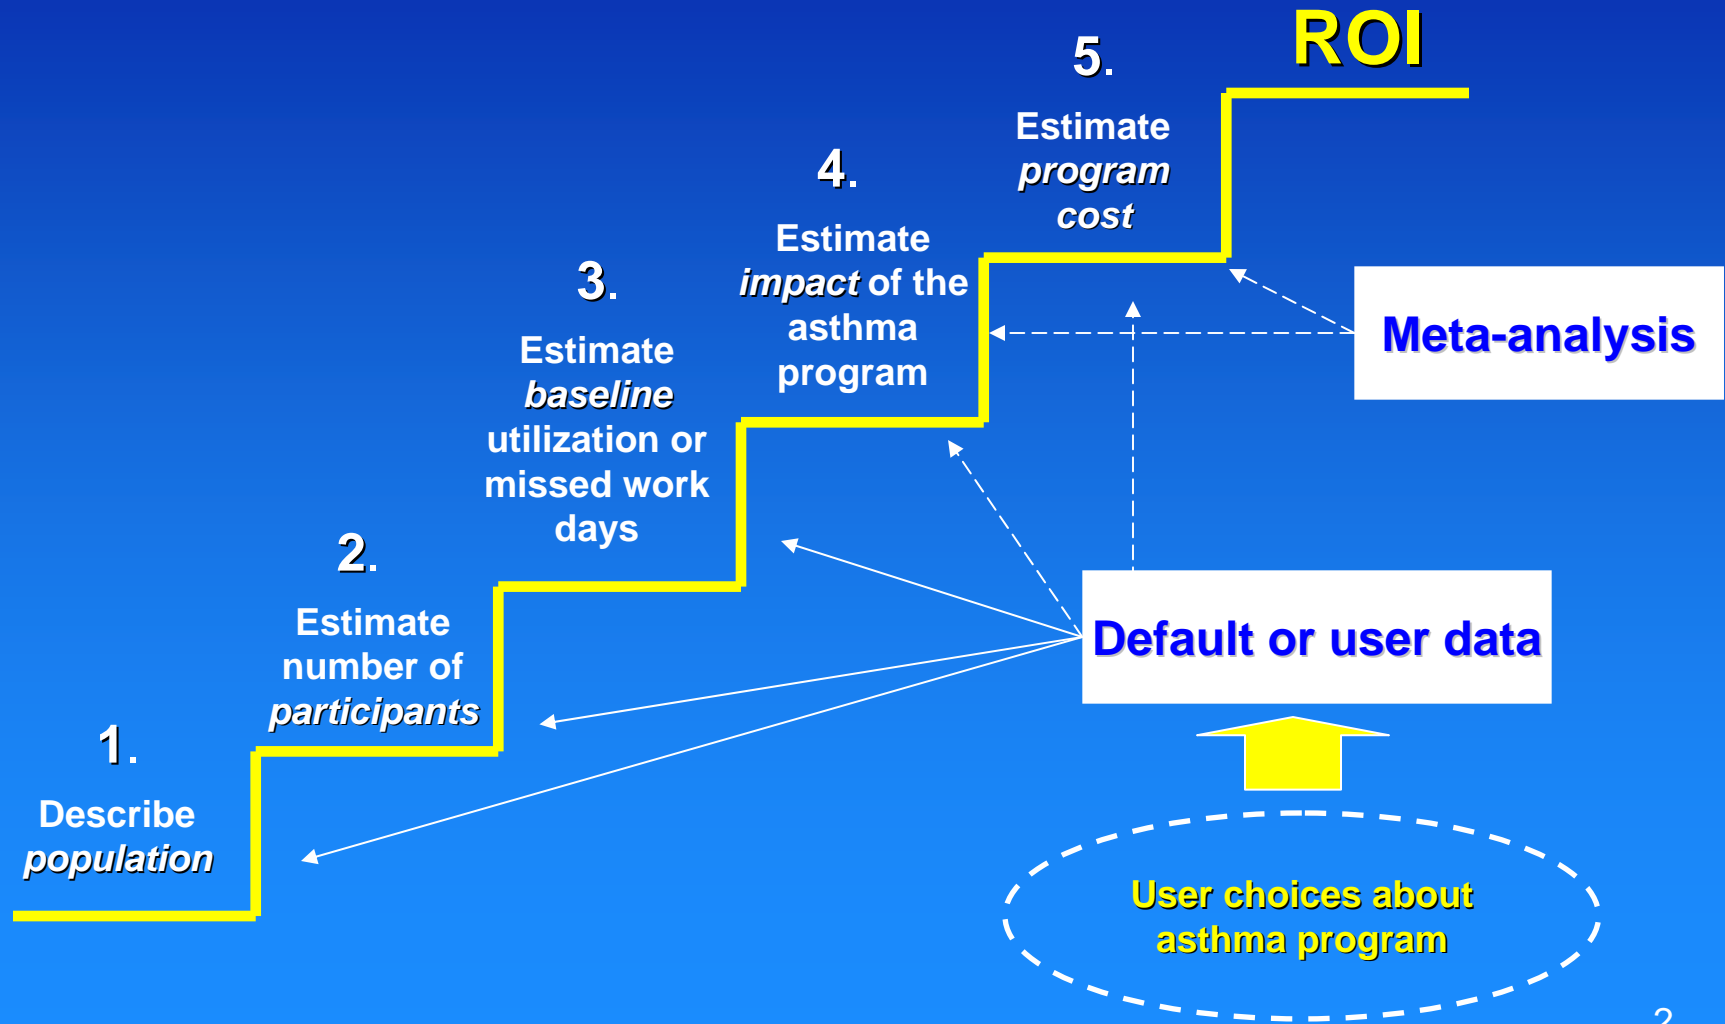 1.
Describe
population
2.
Estimate
number of
participants
3.
Estimate
baseline
utilization or
missed work
days
4.
Estimate
impact of the
asthma
program
5.
Estimate
program
cost
ROI
Meta-analysis
Default or user data
User choices about
asthma program
2